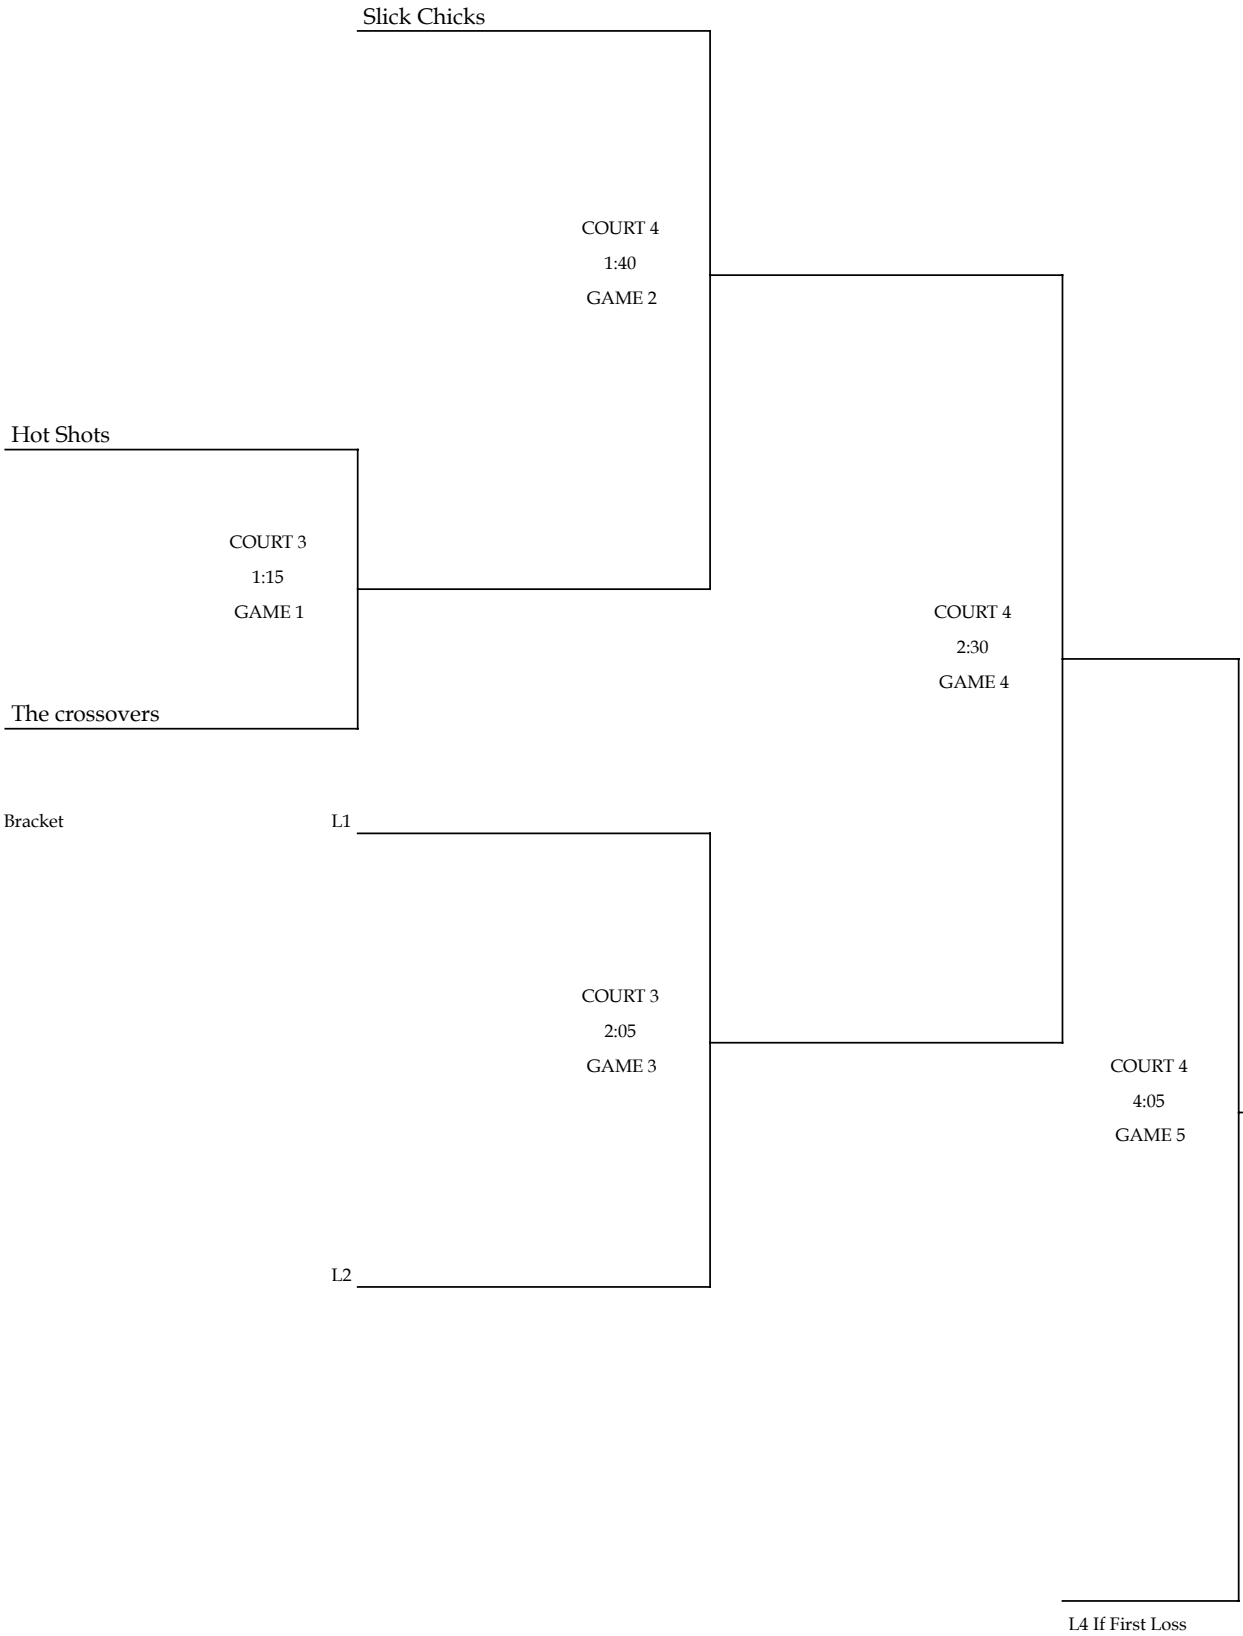 Slick Chicks
COURT 4
1:40
GAME 2
Hot Shots
COURT 3
1:15
GAME 1
COURT 4
2:30
GAME 4
The crossovers
Bracket
L1
COURT 3
2:05
GAME 3
COURT 4
4:05
GAME 5
L2
L4 If First Loss